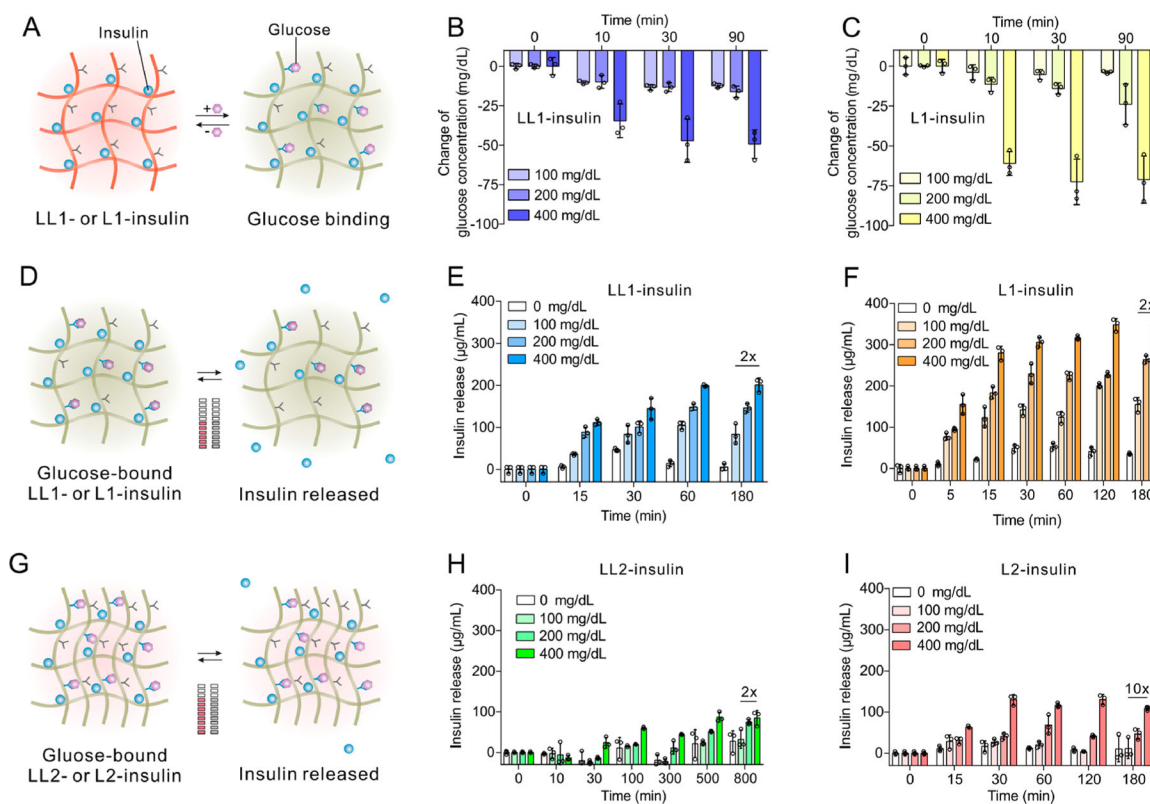 A
Insulin
Glucose
+
-
LL1- or L1-insulin
Glucose binding
B
Time (min)
0 10 30 90
Change of
glucose concentration (mg/dL)
0
-25
-50
-75
-100
LL1-insulin
100 mg/dL
200 mg/dL
400 mg/dL
C
Time (min)
0 10 30 90
Change of
glucose concentration (mg/dL)
0
-25
-50
-75
-100
L1-insulin
100 mg/dL
200 mg/dL
400 mg/dL
D
Glucose-bound
LL1- or L1-insulin
Insulin released
E
LL1-insulin
Insulin release (µg/mL)
400
300
200
100
0
0 mg/dL
100 mg/dL
200 mg/dL
400 mg/dL
2x
0 15 30 60 180
Time (min)
F
L1-insulin
Insulin release (µg/mL)
400
300
200
100
0
0 mg/dL
100 mg/dL
200 mg/dL
400 mg/dL
2x
0 5 15 30 60 120 180
Time (min)
G
Gluose-bound
LL2- or L2-insulin
Insulin released
H
LL2-insulin
Insulin release (µg/mL)
400
300
200
100
0
0 mg/dL
100 mg/dL
200 mg/dL
400 mg/dL
2x
0 10 30 100 300 500 800
Time (min)
I
L2-insulin
Insulin release (µg/mL)
400
300
200
100
0
0 mg/dL
100 mg/dL
200 mg/dL
400 mg/dL
10x
0 15 30 60 120 180
Time (min)